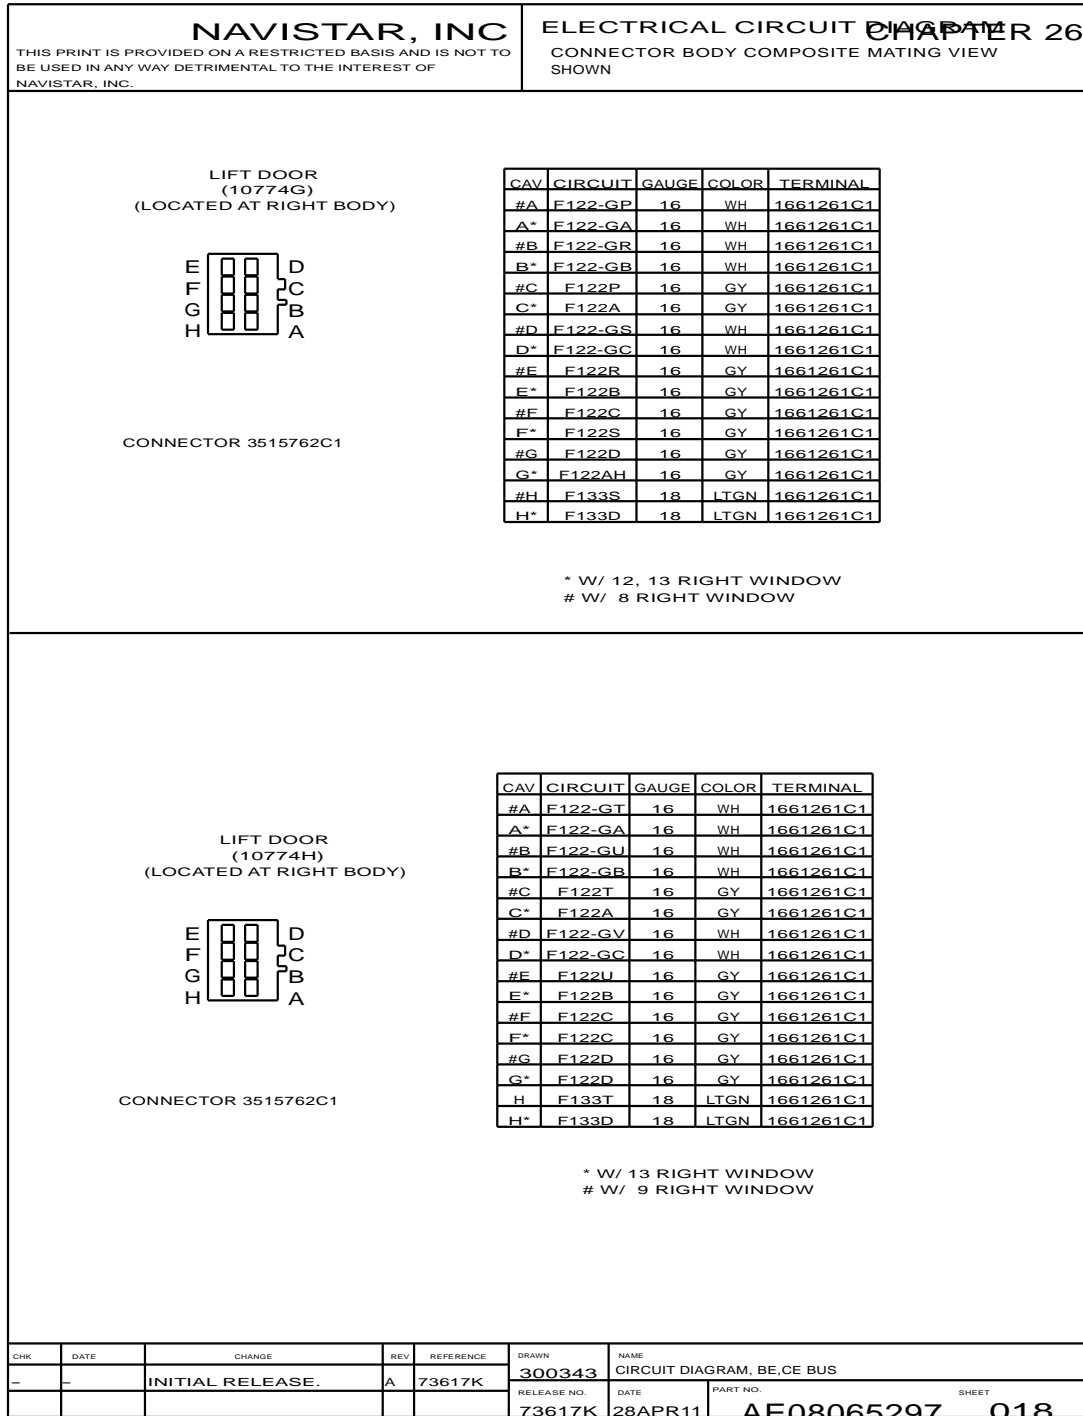 NAVISTAR, INC
THIS PRINT IS PROVIDED ON A RESTRICTED BASIS AND IS NOT TO
BE USED IN ANY WAY DETRIMENTAL TO THE INTEREST OF
NAVISTAR, INC.
ELECTRICAL CIRCUIT DIAGRAM
CHAPTER 26
CONNECTOR BODY COMPOSITE MATING VIEW
SHOWN
LIFT DOOR
(10774G)
(LOCATED AT RIGHT BODY)
E D
F C
G B
H A
CONNECTOR 3515762C1
CAV CIRCUIT GAUGE COLOR TERMINAL
#A F122-GP 16 WH 1661261C1
A* F122-GA 16 WH 1661261C1
#B F122-GR 16 WH 1661261C1
B* F122-GB 16 WH 1661261C1
#C F122P 16 GY 1661261C1
C* F122A 16 GY 1661261C1
#D F122-GS 16 WH 1661261C1
D* F122-GC 16 WH 1661261C1
#E F122R 16 GY 1661261C1
E* F122B 16 GY 1661261C1
#F F122C 16 GY 1661261C1
F* F122S 16 GY 1661261C1
#G F122D 16 GY 1661261C1
G* F122AH 16 GY 1661261C1
#H F133S 18 LTGN 1661261C1
H* F133D 18 LTGN 1661261C1
* W/ 12, 13 RIGHT WINDOW
# W/ 8 RIGHT WINDOW
LIFT DOOR
(10774H)
(LOCATED AT RIGHT BODY)
E D
F C
G B
H A
CONNECTOR 3515762C1
CAV CIRCUIT GAUGE COLOR TERMINAL
#A F122-GT 16 WH 1661261C1
A* F122-GA 16 WH 1661261C1
#B F122-GU 16 WH 1661261C1
B* F122-GB 16 WH 1661261C1
#C F122T 16 GY 1661261C1
C* F122A 16 GY 1661261C1
#D F122-GV 16 WH 1661261C1
D* F122-GC 16 WH 1661261C1
#E F122U 16 GY 1661261C1
E* F122B 16 GY 1661261C1
#F F122C 16 GY 1661261C1
F* F122C 16 GY 1661261C1
#G F122D 16 GY 1661261C1
G* F122D 16 GY 1661261C1
H F133T 18 LTGN 1661261C1
H* F133D 18 LTGN 1661261C1
* W/ 13 RIGHT WINDOW
# W/ 9 RIGHT WINDOW
CHK DATE CHANGE REV REFERENCE
– – INITIAL RELEASE. A 73617K
DRAWN
300343
NAME
CIRCUIT DIAGRAM, BE,CE BUS
RELEASE NO.
73617K
DATE
28APR11
PART NO.
AE08065297
SHEET
018